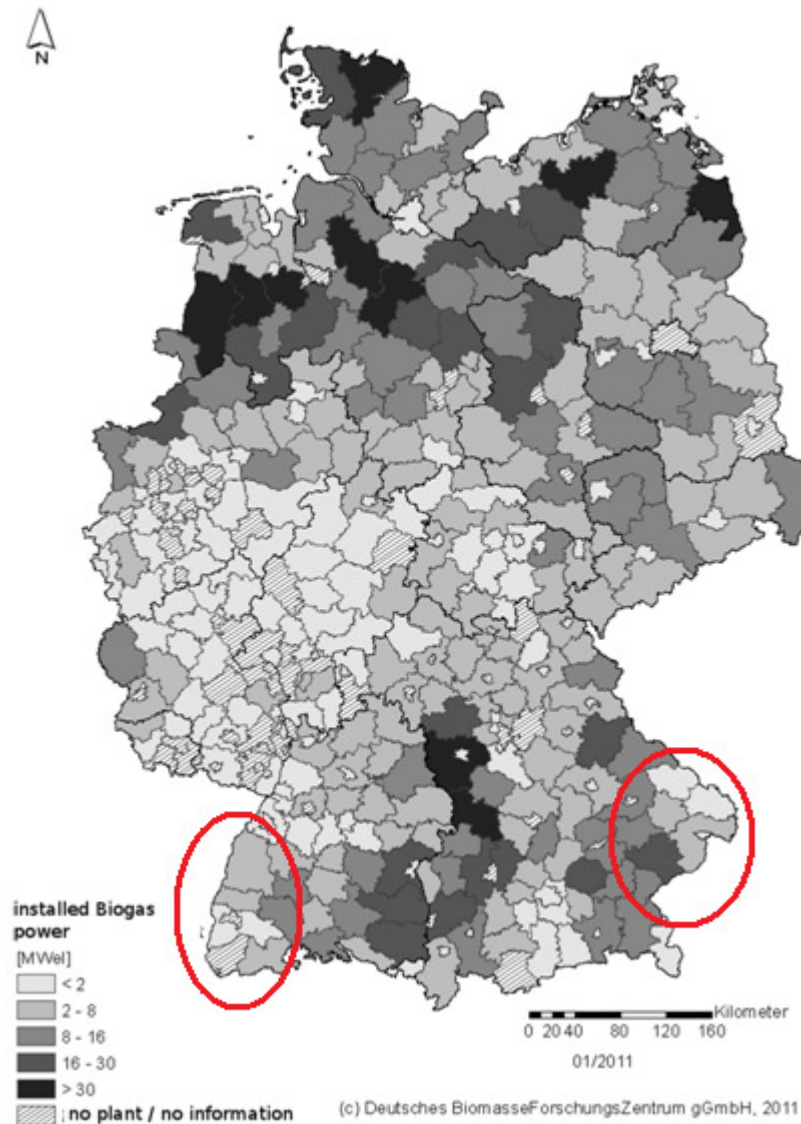 N
installed Biogas
power
[MWel]
< 2
2 - 8
8 - 16
16 - 30
> 30
: no plant / no information
Kilometer
0 20 40 80 120 160
01/2011
(c) Deutsches BiomasseForschungsZentrum gGmbH, 2011